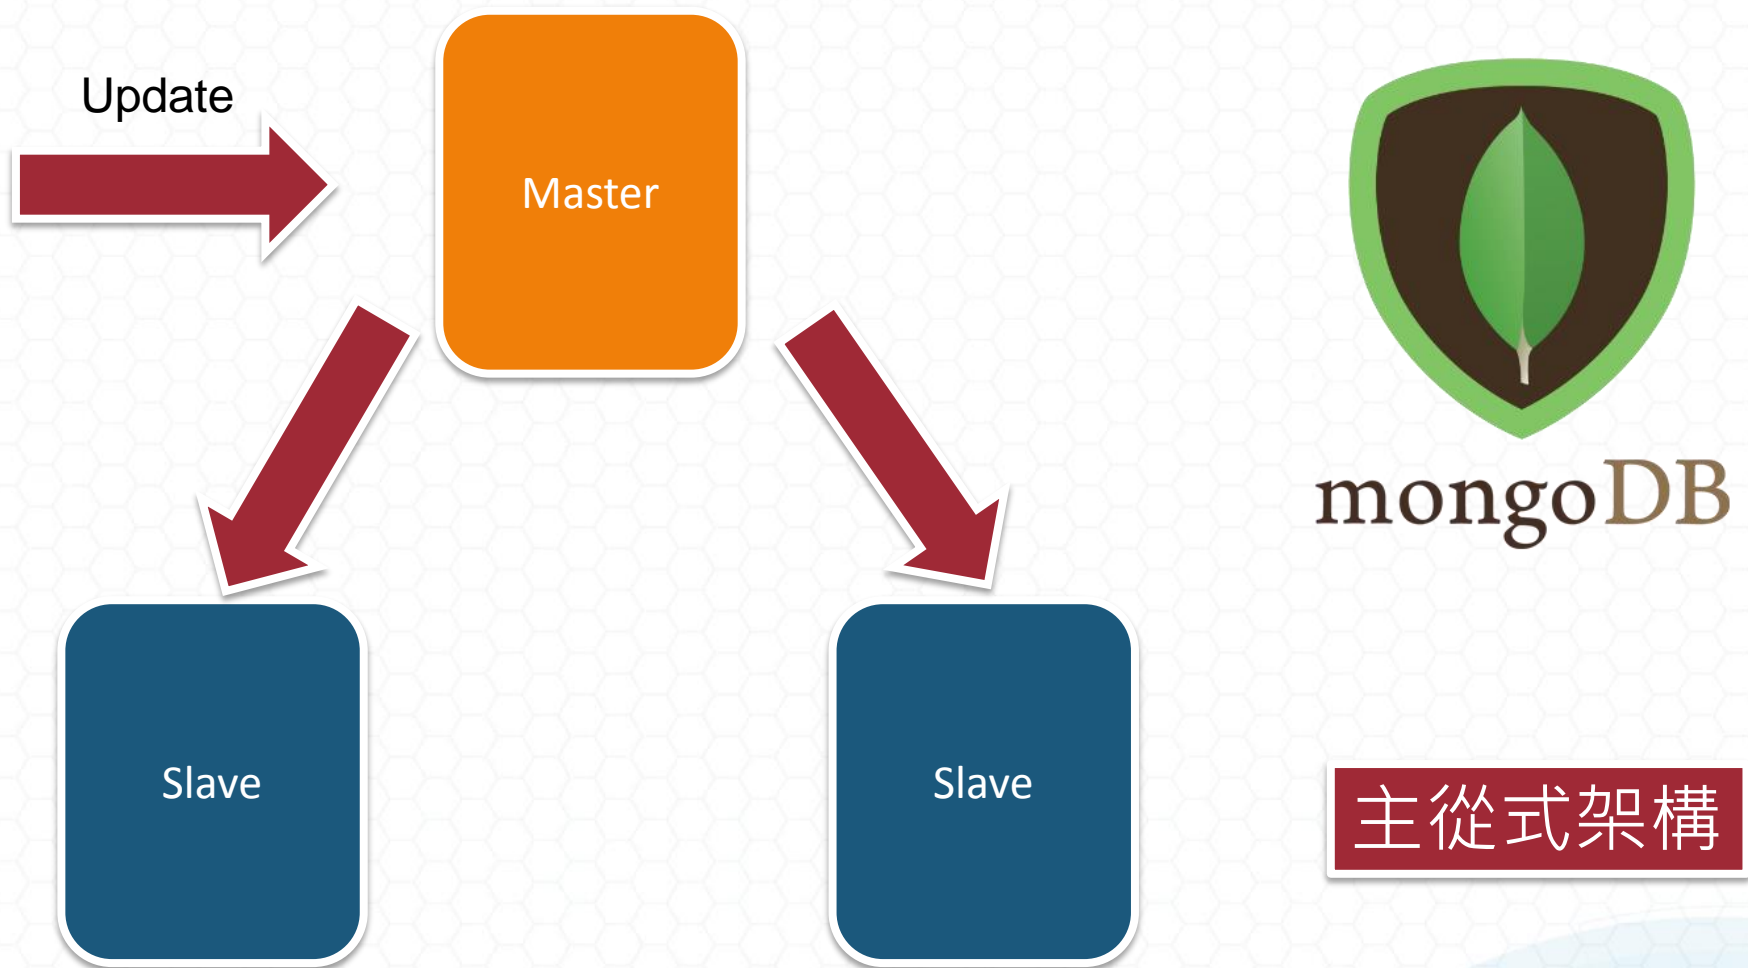 Update
Master
mongoDB
Slave
Slave
主從式架構